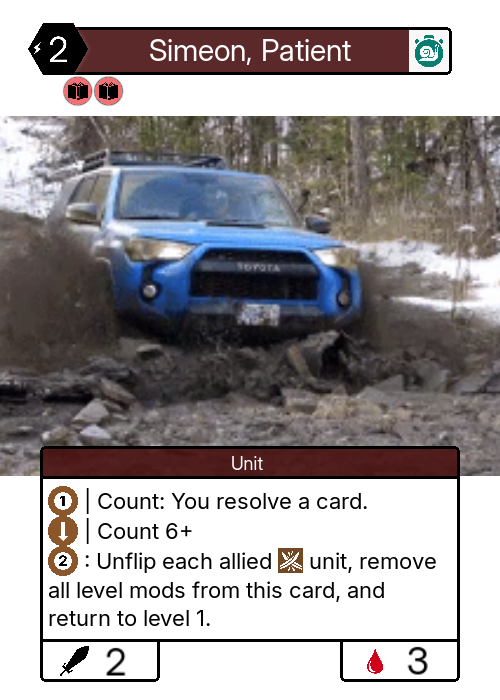 2
Simeon, Patient
TOYOTA
Unit
1 | Count: You resolve a card.
| Count 6+
2 : Unflip each allied unit, remove
all level mods from this card, and
return to level 1.
2
3